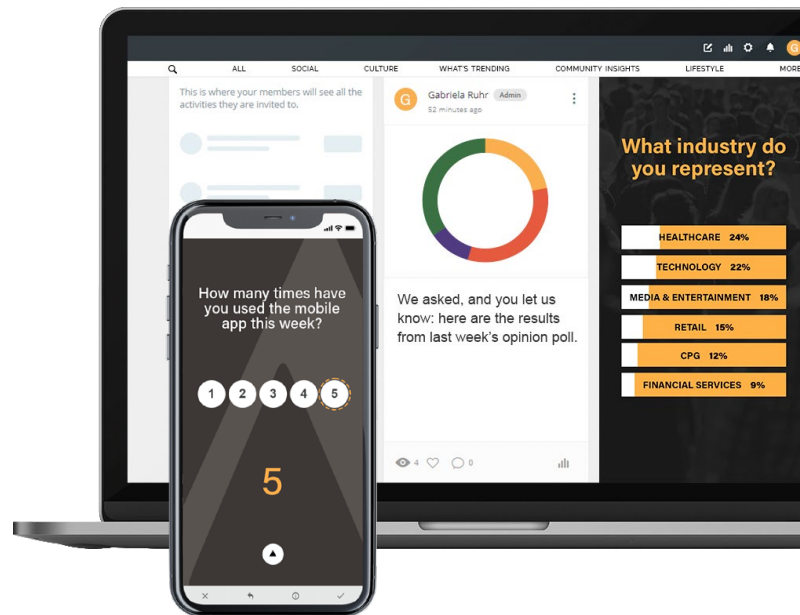 G
ALL
SOCIAL
CULTURE
WHAT'S TRENDING
COMMUNITY INSIGHTS
LIFESTYLE
MORE
This is where your members will see all the
activities they are invited to.
G
Gabriela Ruhr Admin
52 minutes ago
We asked, and you let us
know: here are the results
from last week's opinion poll.
4
0
What industry do
you represent?
HEALTHCARE 24%
TECHNOLOGY 22%
MEDIA & ENTERTAINMENT 18%
RETAIL 15%
CPG 12%
FINANCIAL SERVICES 9%
How many times have
you used the mobile
app this week?
1 2 3 4 5
5